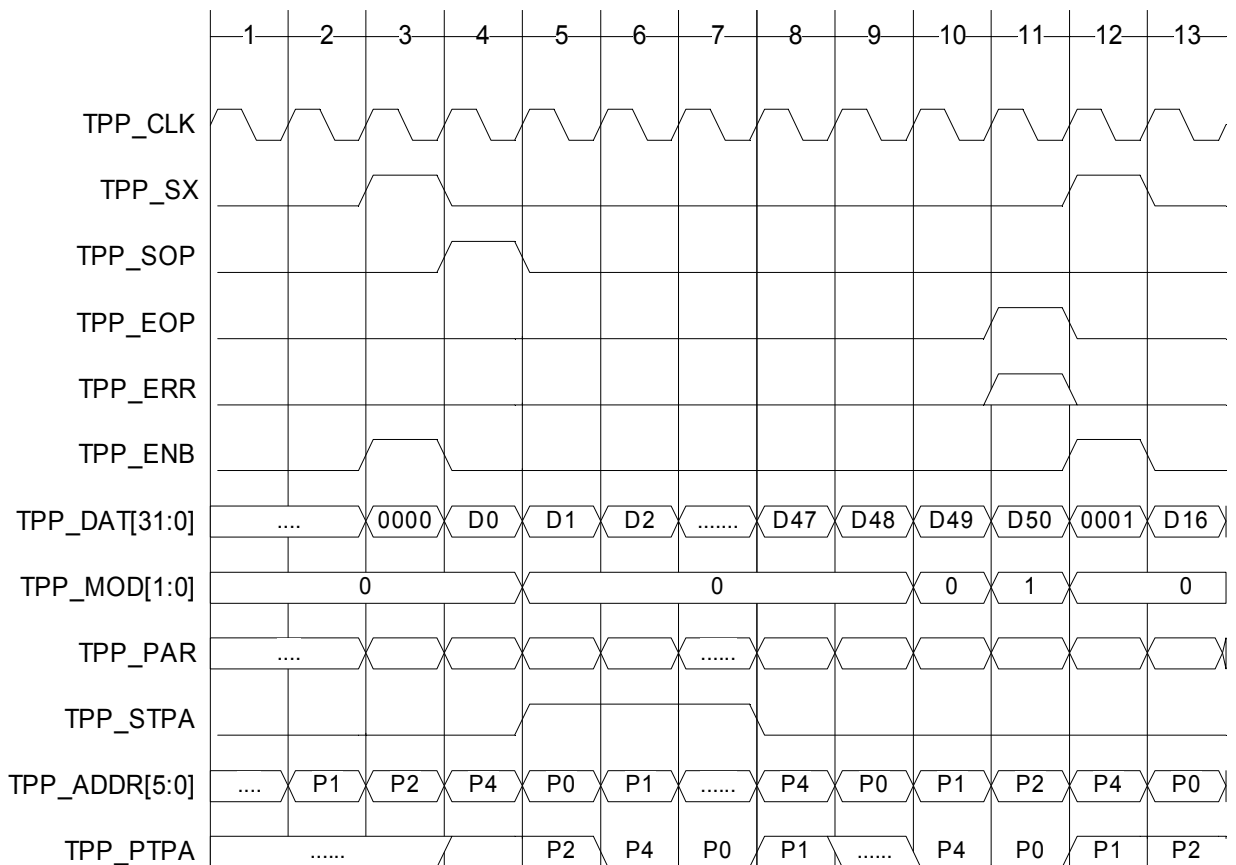 1 2 3 4 5 6 7 8 9 10 11 12 13
TPP_CLK
TPP_SX
TPP_SOP
TPP_EOP
TPP_ERR
TPP_ENB
TPP_DAT[31:0] .... 0000 D0 D1 D2 ....... D47 D48 D49 D50 0001 D16
TPP_MOD[1:0] 0 0 0 1 0
TPP_PAR .... ......
TPP_STPA
TPP_ADDR[5:0] .... P1 P2 P4 P0 P1 ...... P4 P0 P1 P2 P4 P0
TPP_PTPA ...... P2 P4 P0 P1 ...... P4 P0 P1 P2